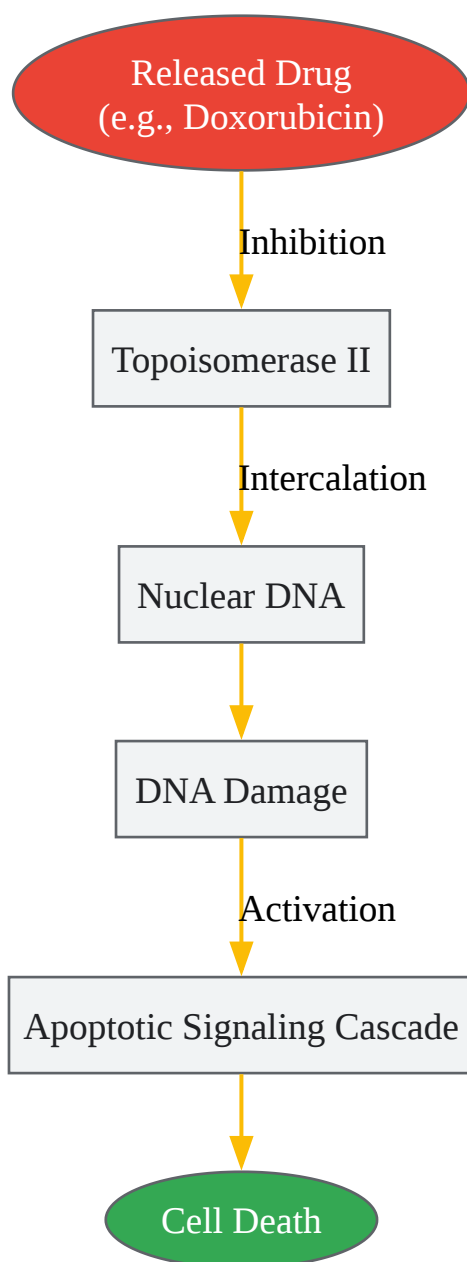 Released Drug
(e.g., Doxorubicin)
Inhibition
Topoisomerase II
Intercalation
Nuclear DNA
DNA Damage
Activation
Apoptotic Signaling Cascade
Cell Death